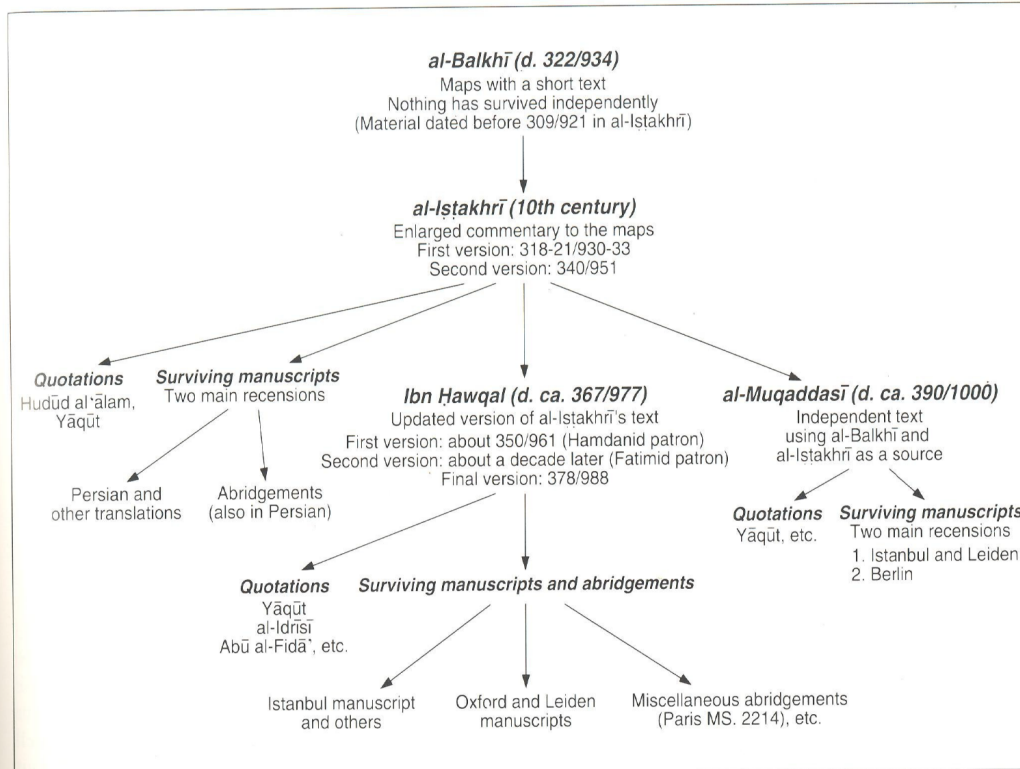 al-Balkhī (d. 322/934)
Maps with a short text
Nothing has survived independently
(Material dated before 309/921 in al-Iṣṭakhrī)
al-Iṣṭakhrī (10th century)
Enlarged commentary to the maps
First version: 318-21/930-33
Second version: 340/951
Quotations
Hudūd al-ʿālam,
Yāqūt
Surviving manuscripts
Two main recensions
Persian and
other translations
Abridgements
(also in Persian)
Ibn Ḥawqal (d. ca. 367/977)
Updated version of al-Iṣṭakhrī's text
First version: about 350/961 (Hamdanid patron)
Second version: about a decade later (Fatimid patron)
Final version: 378/988
al-Muqaddasī (d. ca. 390/1000)
Independent text
using al-Balkhī and
al-Iṣṭakhrī as a source
Quotations
Yāqūt, etc.
Surviving manuscripts
Two main recensions
1. Istanbul and Leiden
2. Berlin
Quotations
Yāqūt
al-Idrīsī
Abū al-Fidāʾ, etc.
Surviving manuscripts and abridgements
Istanbul manuscript
and others
Oxford and Leiden
manuscripts
Miscellaneous abridgements
(Paris MS. 2214), etc.